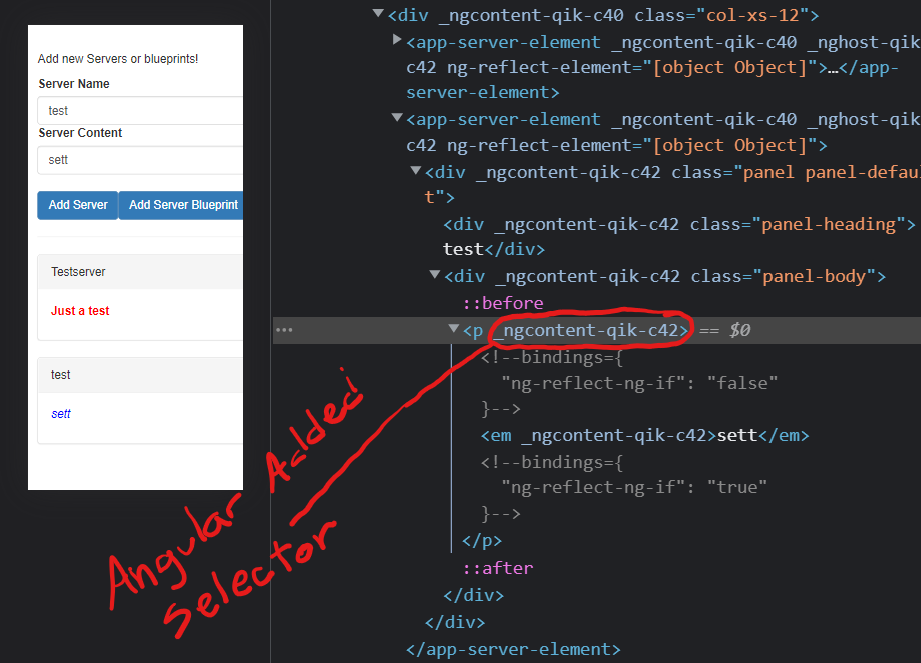 Add new Servers or blueprints!
Server Name
test
Server Content
sett
Add Server Add Server Blueprint
Testserver
Just a test
test
sett
Angular Added
Selector
<div _ngcontent-qik-c40 class="col-xs-12">
<app-server-element _ngcontent-qik-c40 _nghost-qik
c42 ng-reflect-element="[object Object]">…</app-
server-element>
<app-server-element _ngcontent-qik-c40 _nghost-qik
c42 ng-reflect-element="[object Object]">
<div _ngcontent-qik-c42 class="panel panel-defau
t">
<div _ngcontent-qik-c42 class="panel-heading">
test</div>
<div _ngcontent-qik-c42 class="panel-body">
::before
<p _ngcontent-qik-c42> == $0
<!--bindings={
"ng-reflect-ng-if": "false"
}-->
<em _ngcontent-qik-c42>sett</em>
<!--bindings={
"ng-reflect-ng-if": "true"
}-->
</p>
::after
</div>
</div>
</app-server-element>